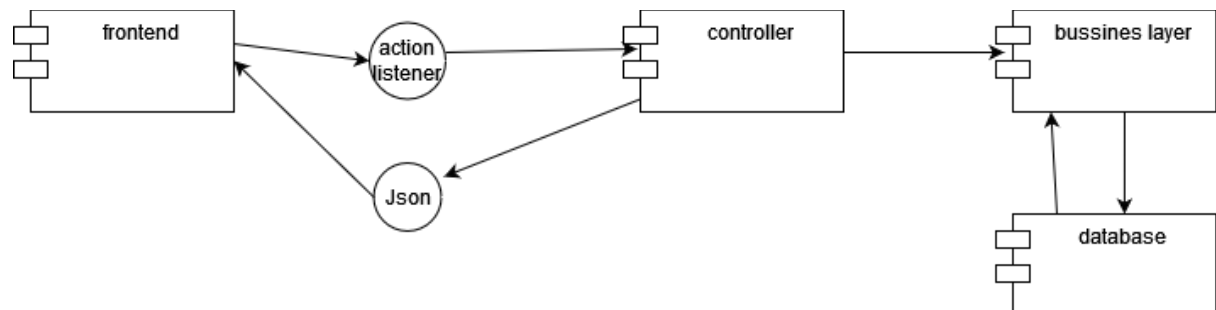 frontend
action
listener
controller
bussines layer
Json
database